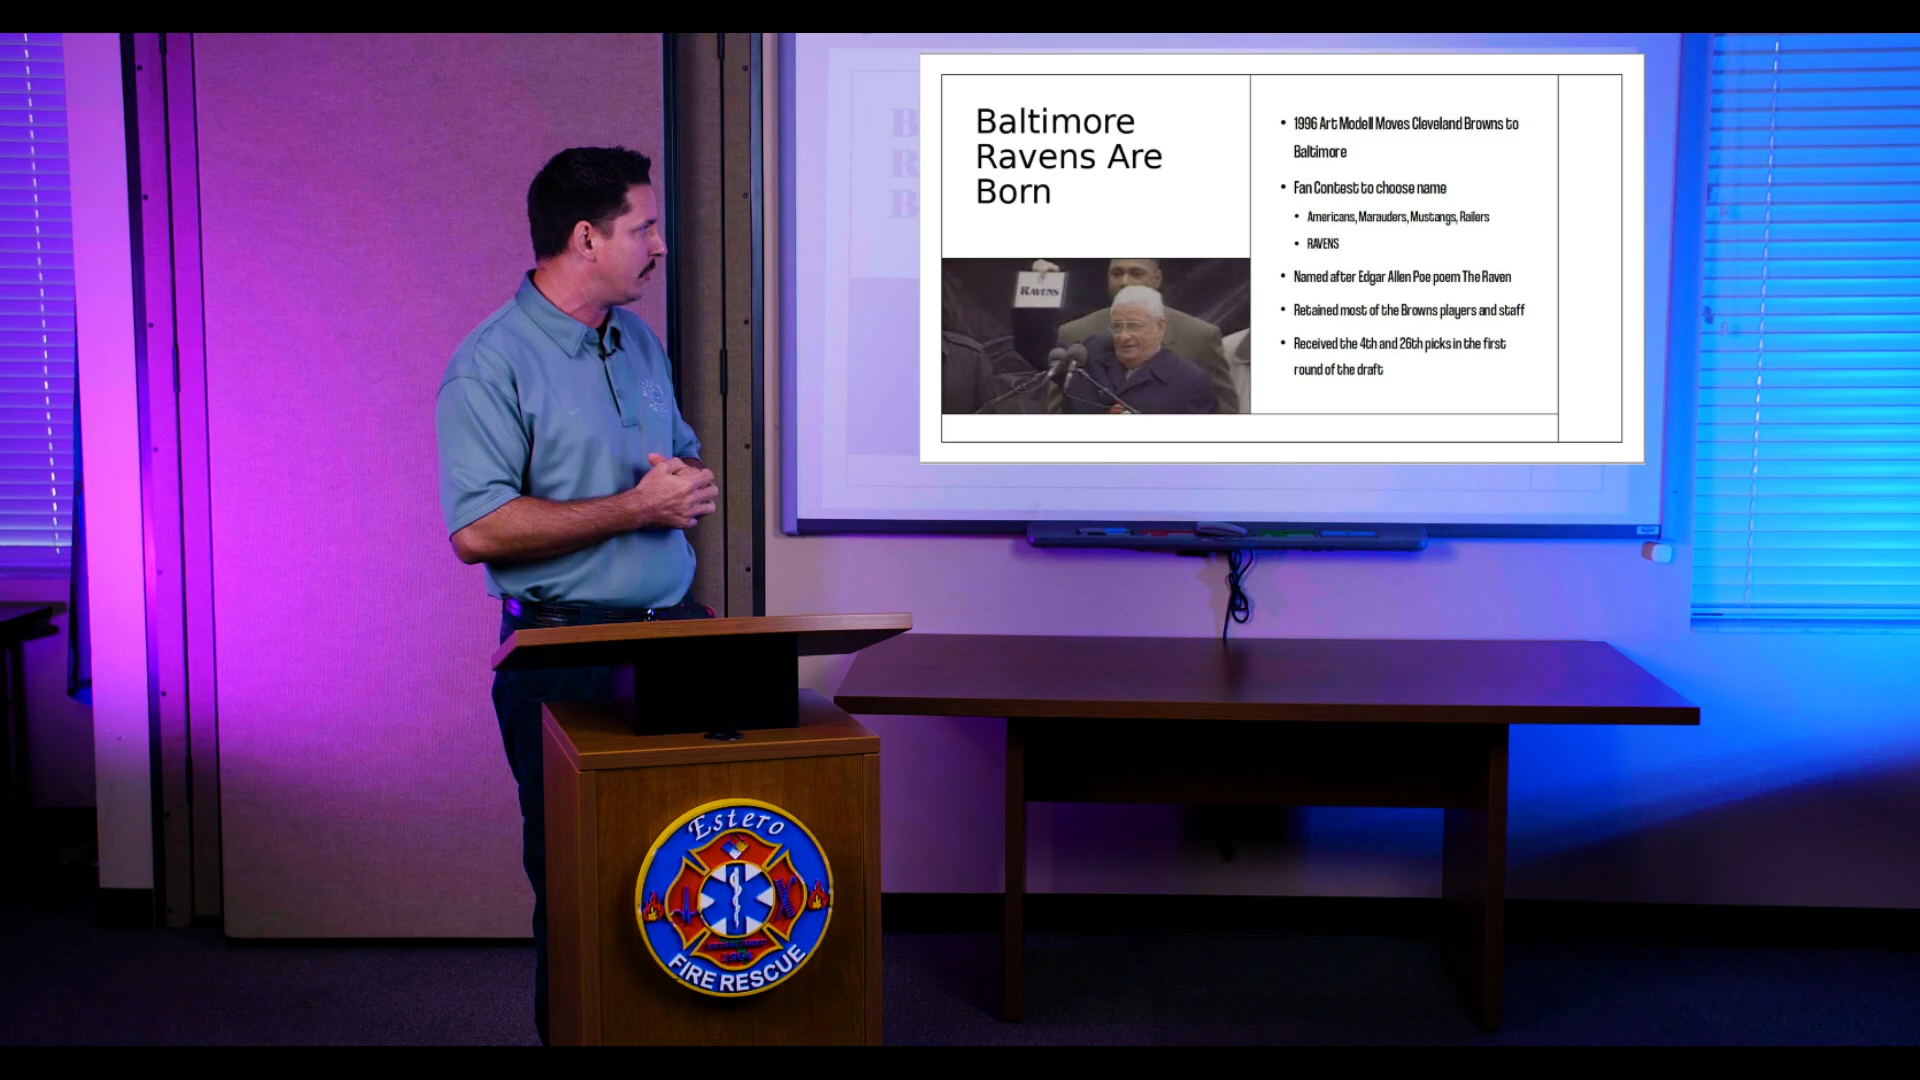 Baltimore
Ravens Are
Born
• 1996 Art Modell Moves Cleveland Browns to
Baltimore
• Fan Contest to choose name
• Americans, Marauders, Mustangs, Railers
• RAVENS
• Named after Edgar Allen Poe poem The Raven
• Retained most of the Browns players and staff
• Received the 4th and 26th picks in the first
round of the draft
RAVENS
Estero
FIRE RESCUE